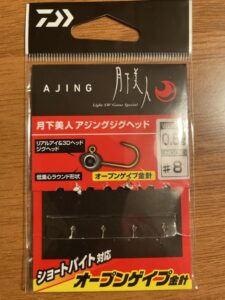 AJING 月下美人
Light SW Game Special
月下美人 アジングジグヘッド
リアルアイ&3Dヘッド
ジグヘッド
低重心ラウンド形状
オープンゲイプ金針
#8
ショートバイト対応
オープンゲイプ金針